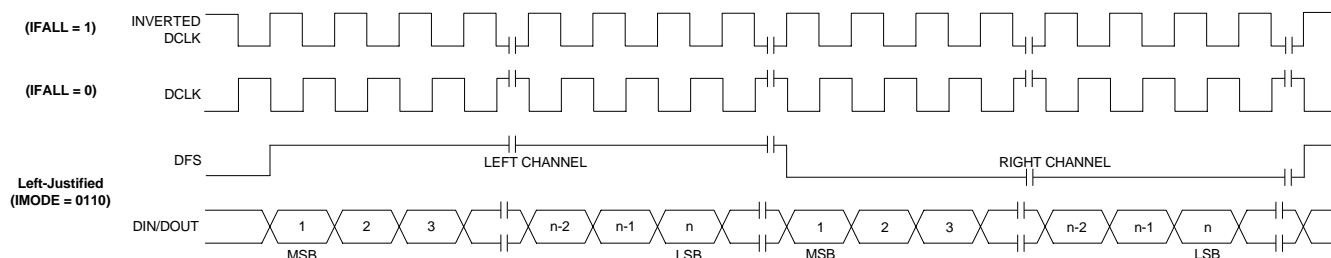 (IFALL = 1)
INVERTED
DCLK
(IFALL = 0)
DCLK
DFS
LEFT CHANNEL
RIGHT CHANNEL
Left-Justified
(IMODE = 0110)
DIN/DOUT
1 2 3 n-2 n-1 n 1 2 3 n-2 n-1 n
MSB LSB MSB LSB